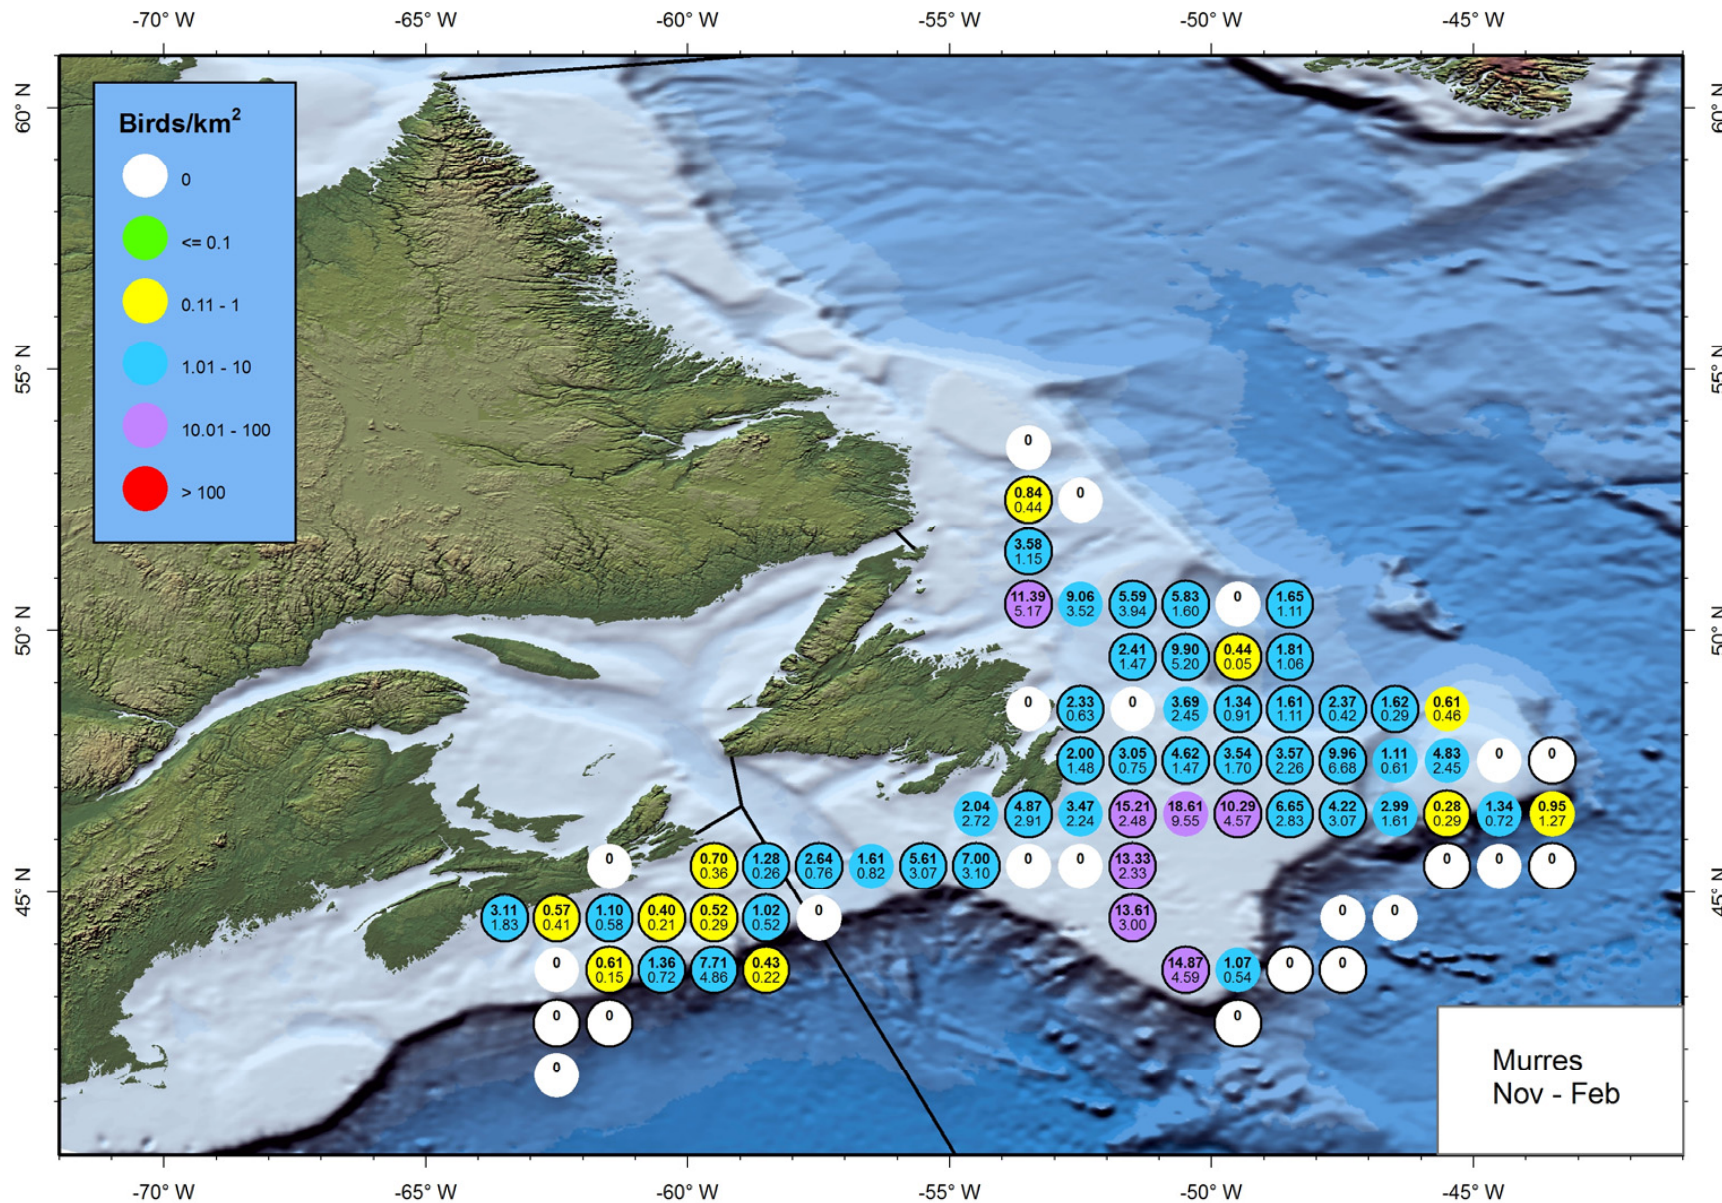 -70° W -65° W -60° W -55° W -50° W -45° W
60° N 60° N
55° N 55° N
50° N 50° N
45° N 45° N
Birds/km²
0
<= 0.1
0.11 - 1
1.01 - 10
10.01 - 100
> 100
0
0.84 0
0.44
3.58
1.15
11.39 9.06 5.59 5.83 0 1.65
5.17 3.52 3.94 1.60 1.11
2.41 9.90 0.44 1.81
1.47 5.20 0.05 1.06
0 2.33 0 3.69 1.34 1.61 2.37 1.62 0.61
0.63 2.45 0.91 1.11 0.42 0.29 0.46
2.00 3.05 4.62 3.54 3.57 9.96 1.11 4.83 0 0
1.48 0.75 1.47 1.70 2.26 6.68 0.61 2.45
2.04 4.87 3.47 15.21 18.61 10.29 6.65 4.22 2.99 0.28 1.34 0.95
2.72 2.91 2.24 2.48 9.55 4.57 2.83 3.07 1.61 0.29 0.72 1.27
0 0.70 1.28 2.64 1.61 5.61 7.00 0 0 13.33 0 0 0
0.36 0.26 0.76 0.82 3.07 3.10 2.33
3.11 0.57 1.10 0.40 0.52 1.02 0 13.61 0 0
1.83 0.41 0.58 0.21 0.29 0.52 3.00
0 0.61 1.36 7.71 0.43 14.87 1.07 0 0
0.15 0.72 4.86 0.22 4.59 0.54
0 0 0
0
Murres
Nov - Feb
-70° W -65° W -60° W -55° W -50° W -45° W